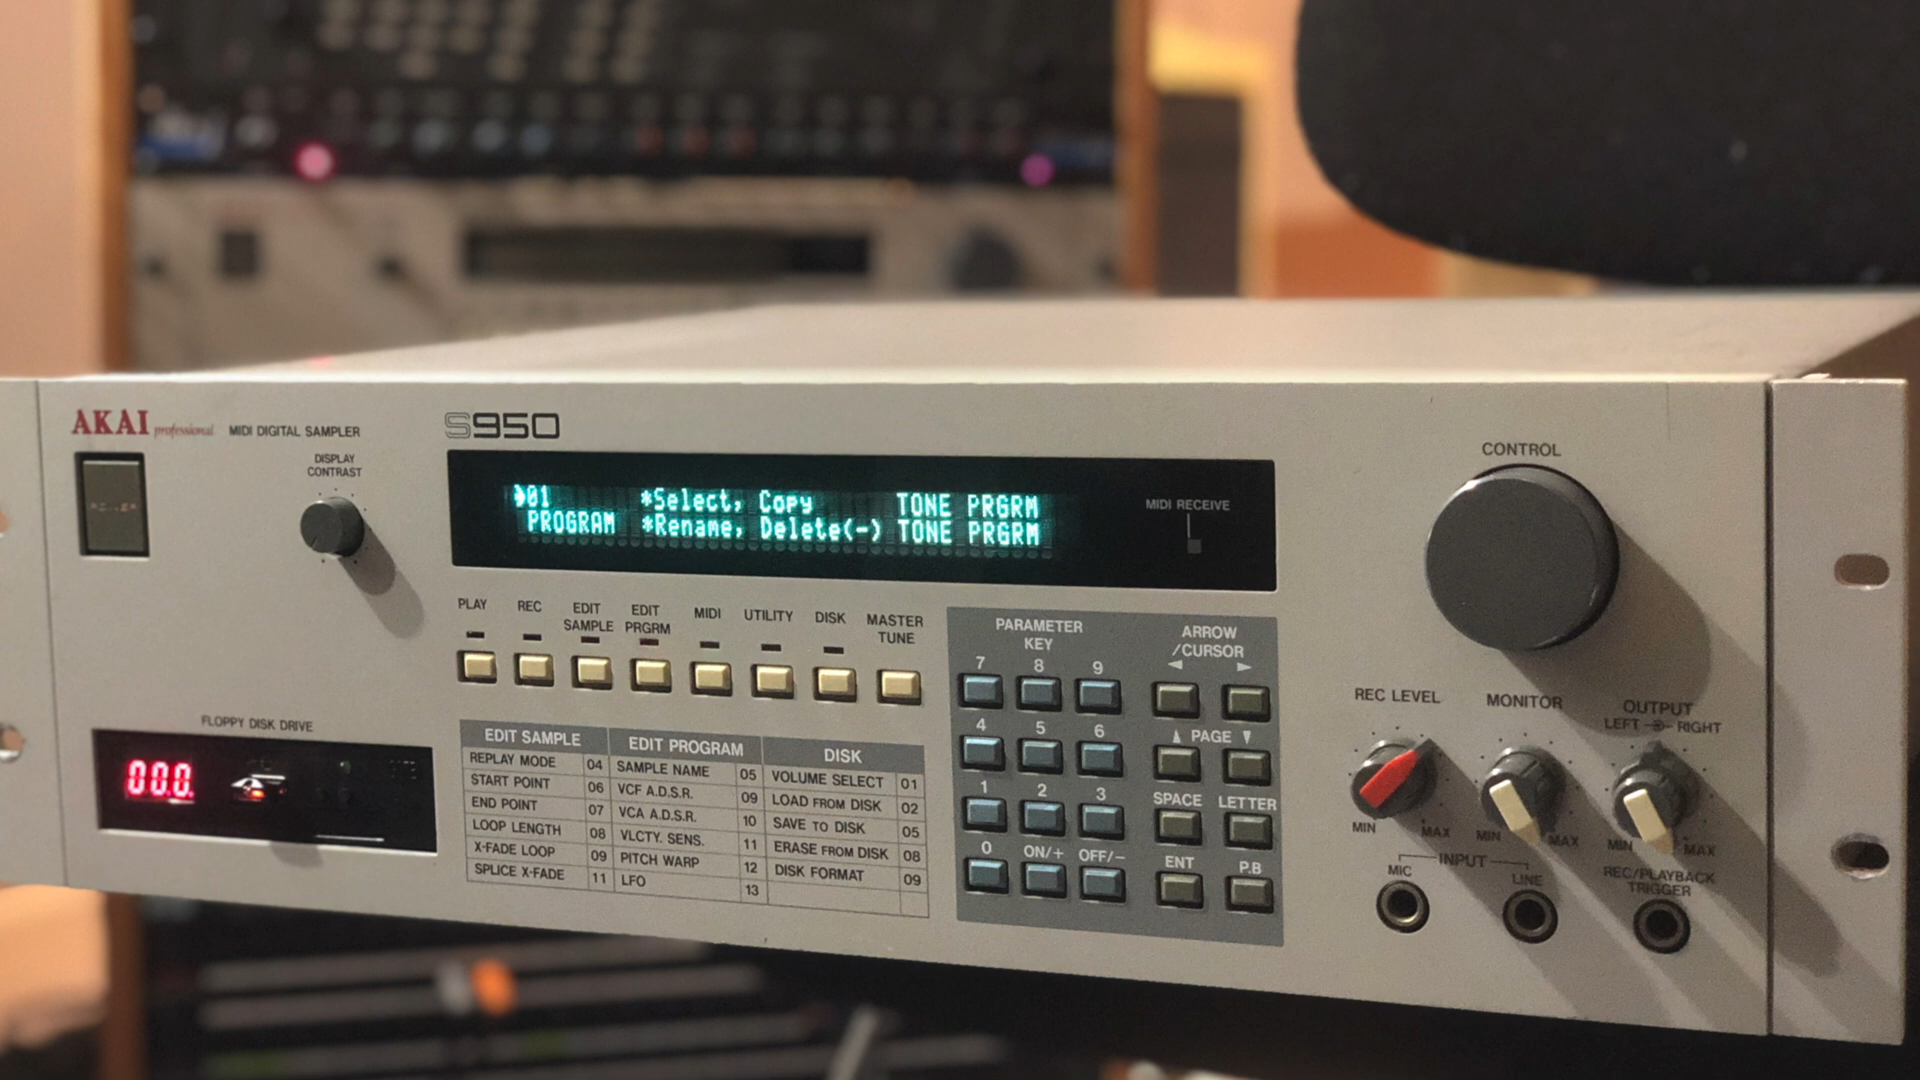 AKAI professional MIDI DIGITAL SAMPLER
S950
DISPLAY
CONTRAST
01 *Select, Copy TONE PRGRM
PROGRAM *Rename, Delete(-) TONE PRGRM
MIDI RECEIVE
CONTROL
PLAY
REC
EDIT
SAMPLE
EDIT
PRGRM
MIDI
UTILITY
DISK
MASTER
TUNE
FLOPPY DISK DRIVE
000.
EDIT SAMPLE
REPLAY MODE 04
START POINT 06
END POINT 07
LOOP LENGTH 08
X-FADE LOOP 09
SPLICE X-FADE 11
EDIT PROGRAM
SAMPLE NAME 05
VCF A.D.S.R. 09
VCA A.D.S.R. 10
VLCTY. SENS. 11
PITCH WARP 12
LFO 13
DISK
VOLUME SELECT 01
LOAD FROM DISK 02
SAVE TO DISK 05
ERASE FROM DISK 08
DISK FORMAT 09
PARAMETER
KEY
7 8 9
4 5 6
1 2 3
0 ON/+ OFF/−
ARROW
/CURSOR
◄ ►
▲ PAGE ▼
SPACE LETTER
ENT P.B
REC LEVEL
MIN MAX
MONITOR
MIN MAX
OUTPUT
LEFT RIGHT
MIN MAX
INPUT
MIC
LINE
REC/PLAYBACK
TRIGGER